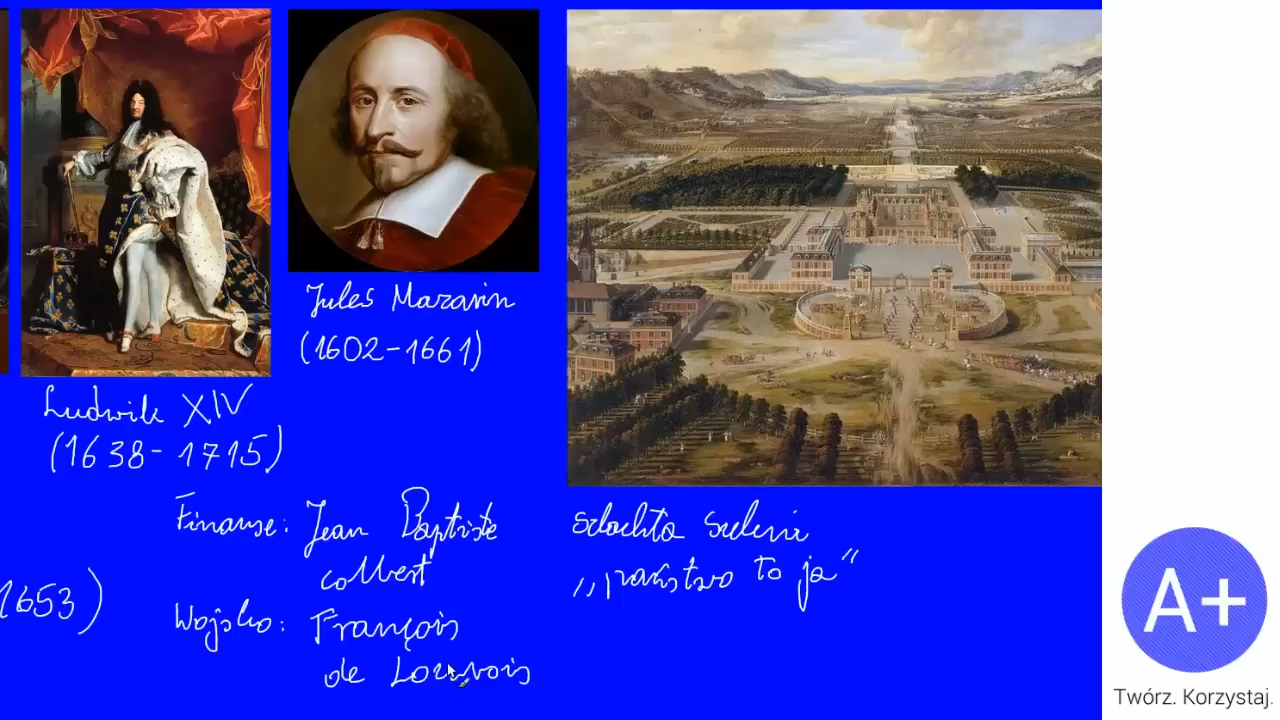 Jules Mazarin
(1602-1661)
Ludwik XIV
(1638-1715)
Finanse: Jean Baptiste
colbert
1653)
Wojsko: François
de Louvois
szlachta
„państwo to ja"
A+
Twórz. Korzystaj.